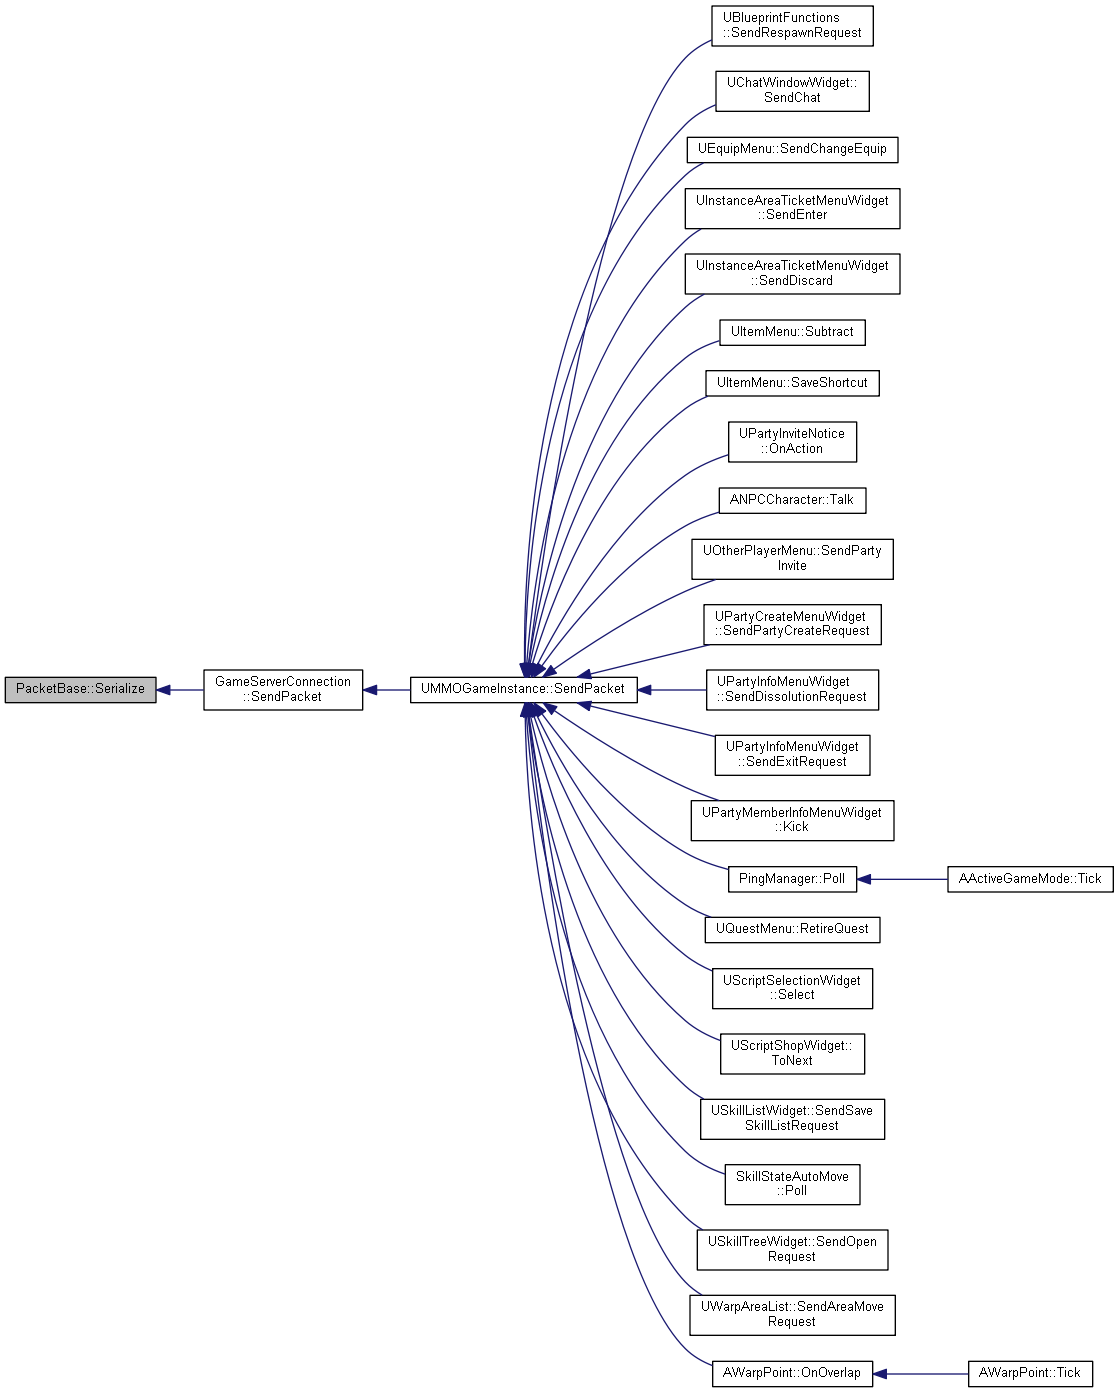 UBlueprintFunctions
::SendRespawnRequest
UChatWindowWidget::
SendChat
UEquipMenu::SendChangeEquip
UInstanceAreaTicketMenuWidget
::SendEnter
UInstanceAreaTicketMenuWidget
::SendDiscard
UItemMenu::Subtract
UItemMenu::SaveShortcut
UPartyInviteNotice
::OnAction
ANPCCharacter::Talk
UOtherPlayerMenu::SendParty
Invite
UPartyCreateMenuWidget
::SendPartyCreateRequest
PacketBase::Serialize
GameServerConnection
::SendPacket
UMMOGameInstance::SendPacket
UPartyInfoMenuWidget
::SendDissolutionRequest
UPartyInfoMenuWidget
::SendExitRequest
UPartyMemberInfoMenuWidget
::Kick
PingManager::Poll
AActiveGameMode::Tick
UQuestMenu::RetireQuest
UScriptSelectionWidget
::Select
UScriptShopWidget::
ToNext
USkillListWidget::SendSave
SkillListRequest
SkillStateAutoMove
::Poll
USkillTreeWidget::SendOpen
Request
UWarpAreaList::SendAreaMove
Request
AWarpPoint::OnOverlap
AWarpPoint::Tick